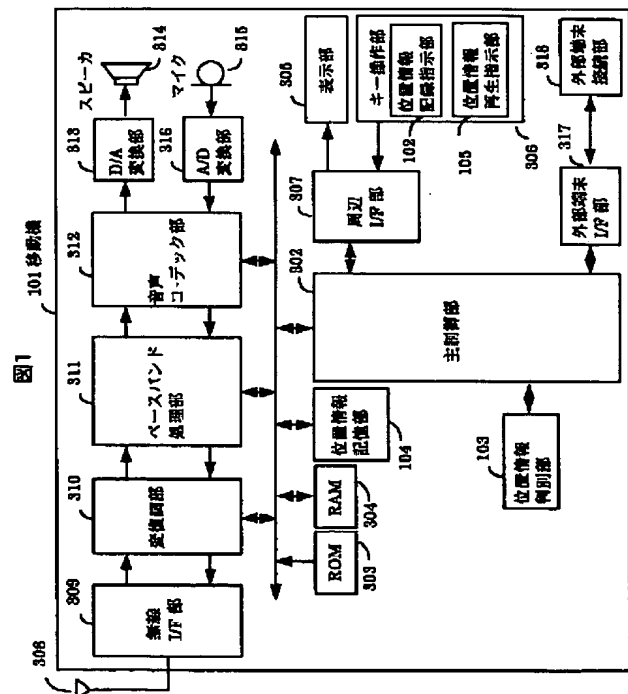 図1
101 移動機
308
309
無線
I/F 部
310
変復調部
311
ベースバンド
処理部
312
音声
コーデック部
313
D/A
変換部
スピーカ
314
マイク
315
316
A/D
変換部
ROM
303
RAM
304
位置情報
記憶部
104
302
主制御部
307
周辺
I/F部
305
表示部
キー操作部
位置情報
記録指示部
102
位置情報
再生指示部
105
306
103
位置情報
判別部
317
外部端末
I/F 部
318
外部端末
接続部